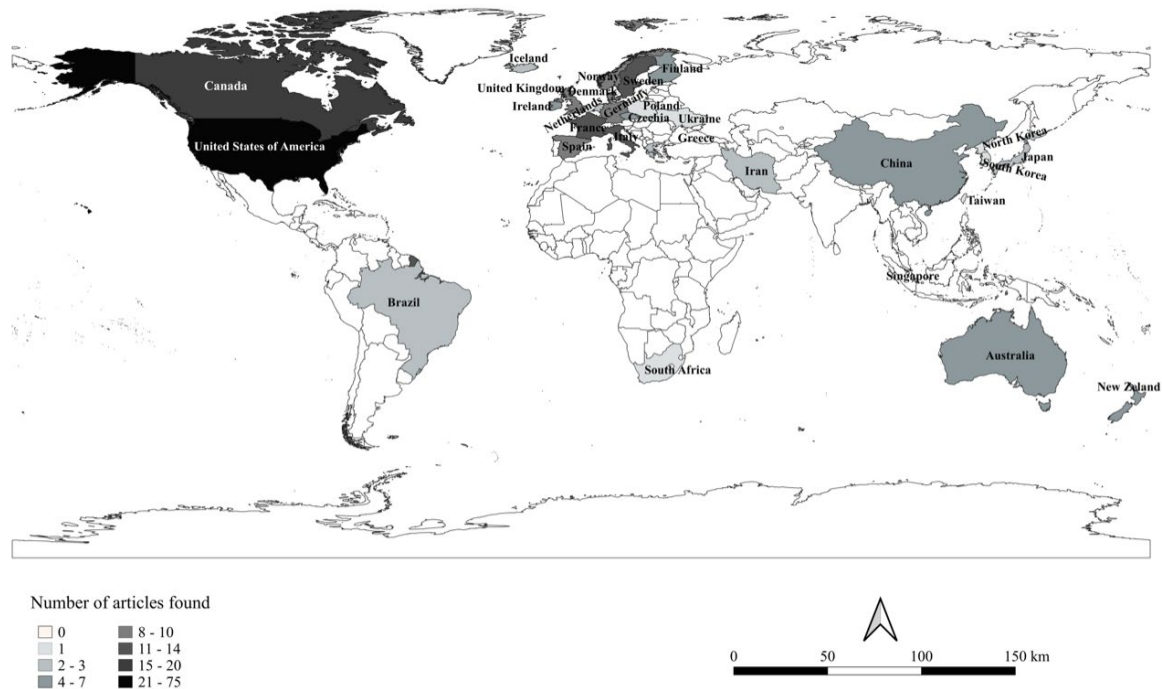 Iceland
Finland
Norway
Sweden
Canada
United Kingdom
Denmark
Ireland
Netherlands
Germany
Poland
Czechia
Ukraine
France
Italy
Greece
Spain
United States of America
North Korea
Japan
South Korea
China
Iran
Taiwan
Singapore
Brazil
Australia
South Africa
New Zeland
Number of articles found
0
1
2 - 3
4 - 7
8 - 10
11 - 14
15 - 20
21 - 75
0 50 100 150 km